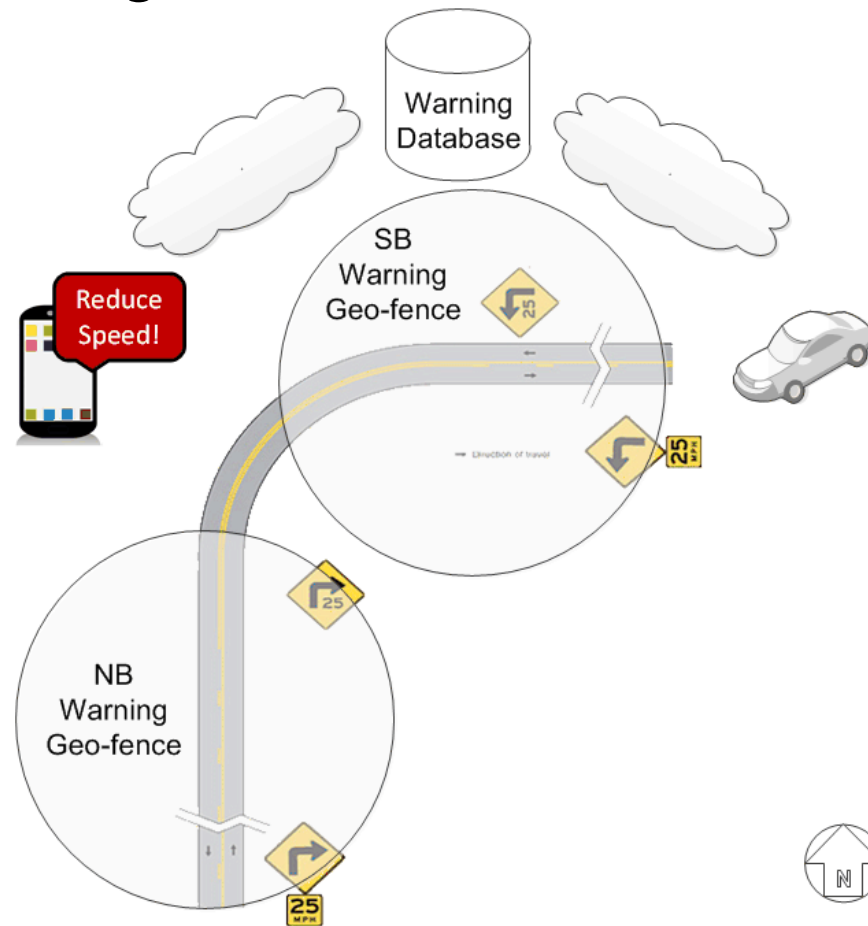 Warning
Database
SB
Warning
Geo-fence
25
Reduce
Speed!
25
MPH
Direction of travel
25
NB
Warning
Geo-fence
25
MPH
N